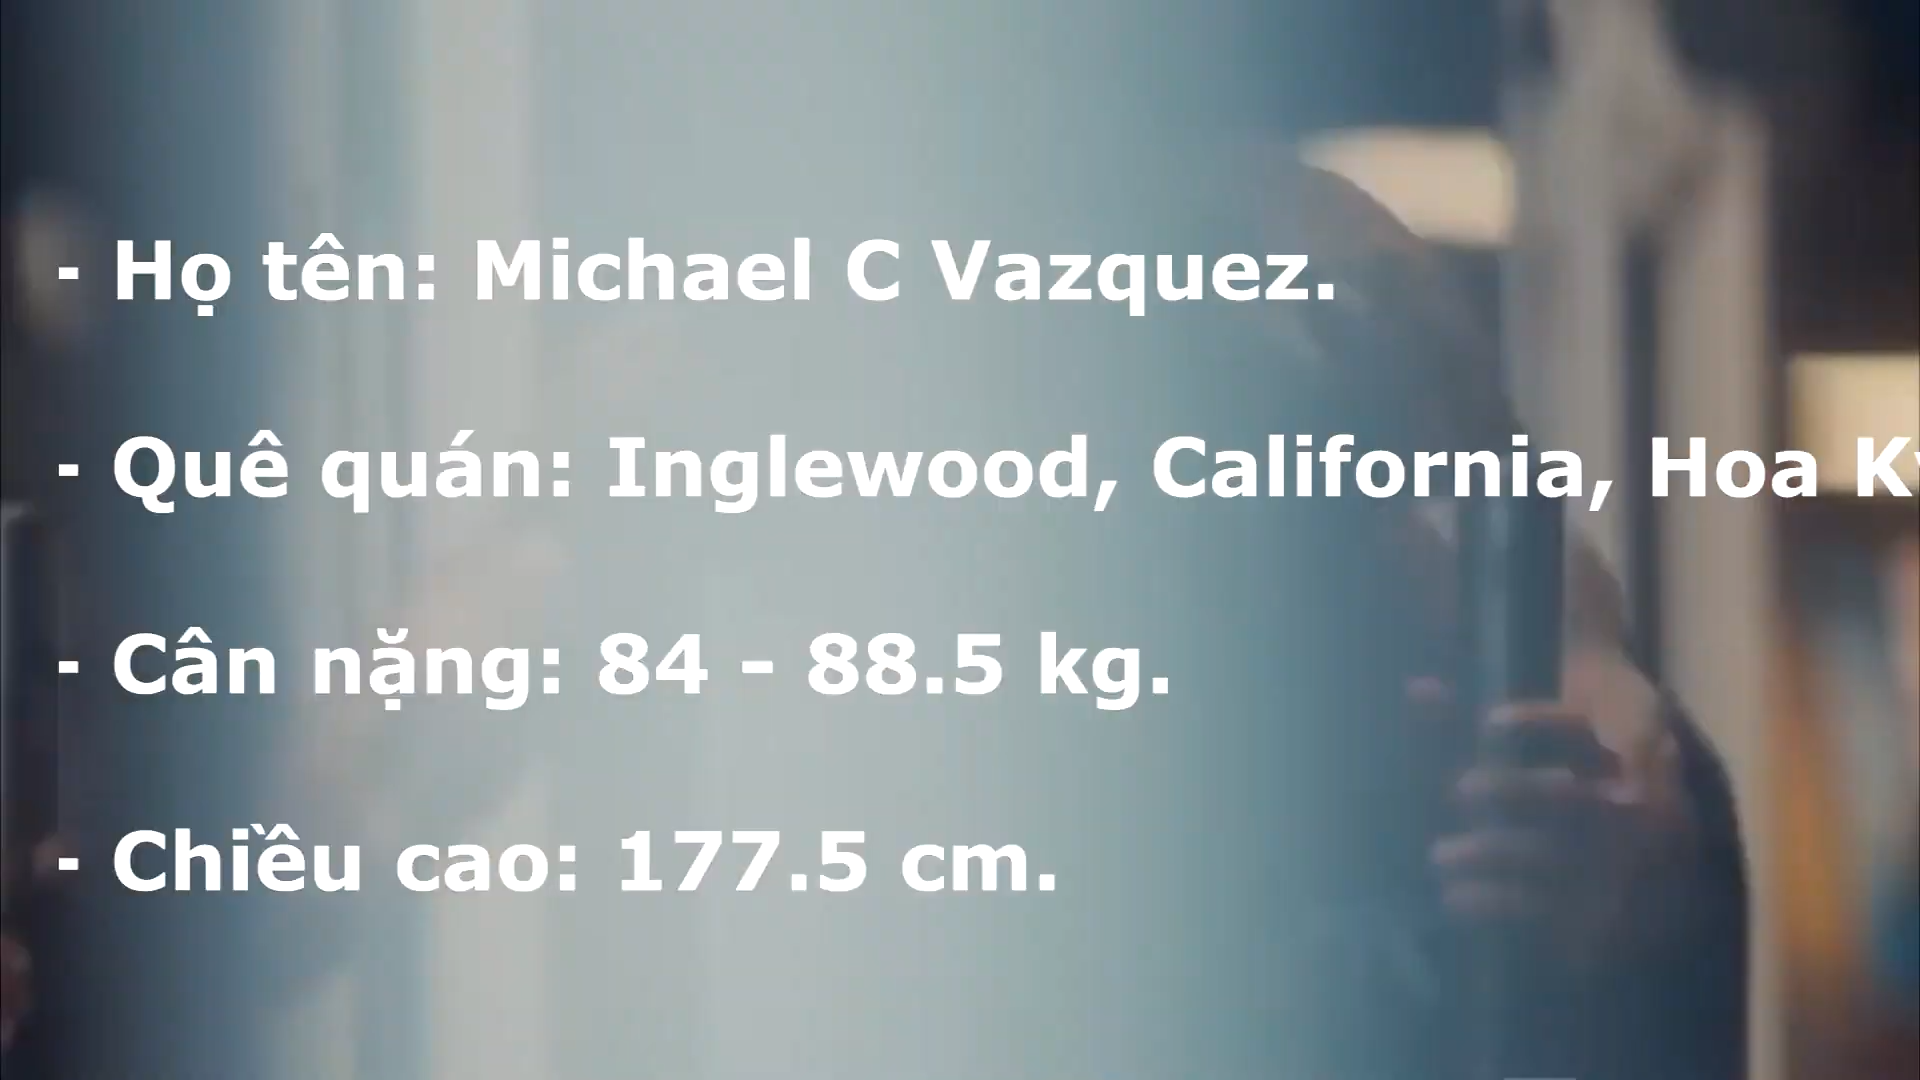 - Họ tên: Michael C Vazquez.
- Quê quán: Inglewood, California, Hoa
- Cân nặng: 84 - 88.5 kg.
- Chiều cao: 177.5 cm.